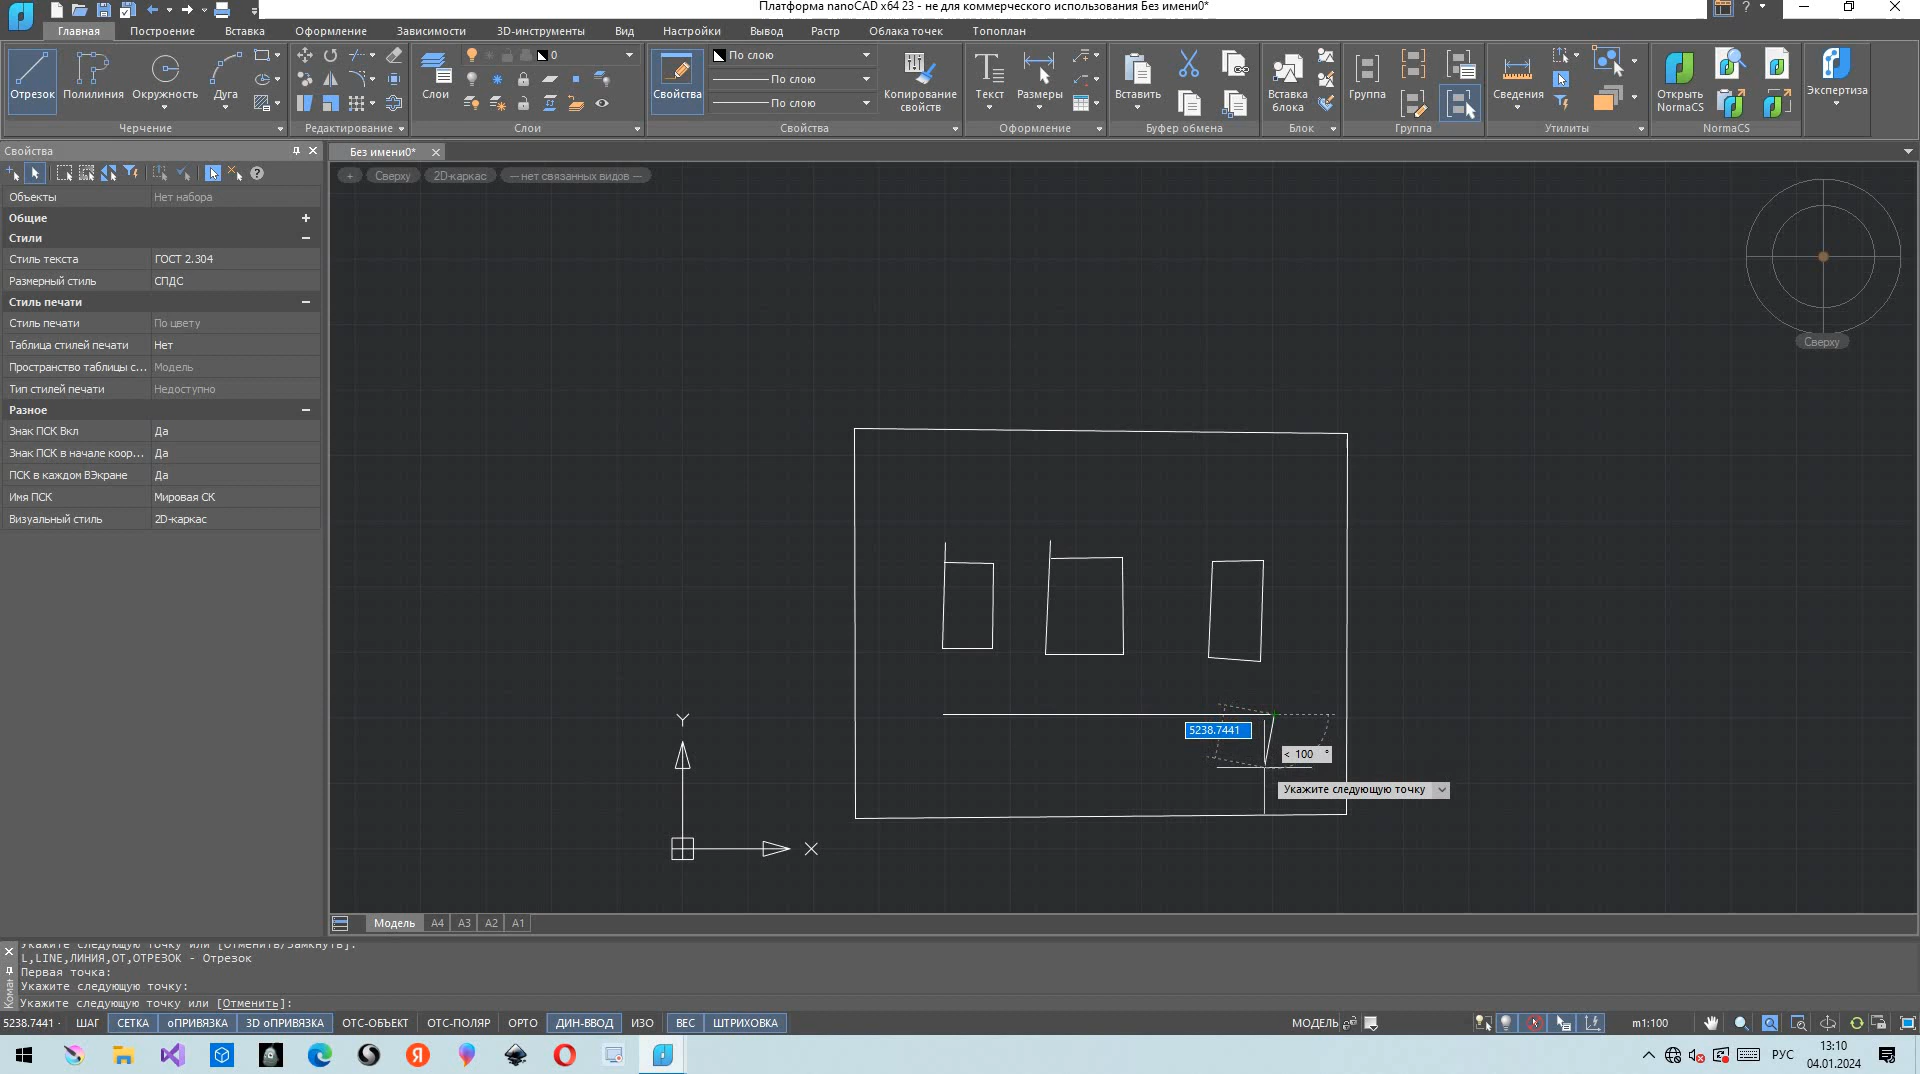 Платформа nanoCAD x64 23 - не для коммерческого использования Без имени0*
Главная
Построение
Вставка
Оформление
Зависимости
3D-инструменты
Вид
Настройки
Вывод
Растр
Облака точек
Топоплан
Отрезок
Полилиния
Окружность
Дуга
Черчение
Редактирование
Слои
0
Слои
Свойства
По слою
По слою
По слою
Копирование свойств
Свойства
Текст
Размеры
Оформление
Вставить
Буфер обмена
Вставка блока
Блок
Группа
Группа
Сведения
Утилиты
Открыть NormaCS
NormaCS
Экспертиза
Свойства
Объекты Нет набора
Общие
Стили
Стиль текста ГОСТ 2.304
Размерный стиль СПДС
Стиль печати
Стиль печати По цвету
Таблица стилей печати Нет
Пространство таблицы с... Модель
Тип стилей печати Недоступно
Разное
Знак ПСК Вкл Да
Знак ПСК в начале коор... Да
ПСК в каждом ВЭкране Да
Имя ПСК Мировая СК
Визуальный стиль 2D-каркас
Без имени0*
+ Сверху 2D-каркас — нет связанных видов —
Сверху
Y
X
5238.7441
< 100 °
Укажите следующую точку
Модель A4 A3 A2 A1
Укажите следующую точку или [Отменить/Замкнуть]:
L,LINE,ЛИНИЯ,ОТ,ОТРЕЗОК - Отрезок
Первая точка:
Укажите следующую точку:
Укажите следующую точку или [Отменить]:
5238.7441 ШАГ СЕТКА оПРИВЯЗКА 3D оПРИВЯЗКА ОТС-ОБЪЕКТ ОТС-ПОЛЯР ОРТО ДИН-ВВОД ИЗО ВЕС ШТРИХОВКА МОДЕЛЬ m1:100
РУС
13:10
04.01.2024